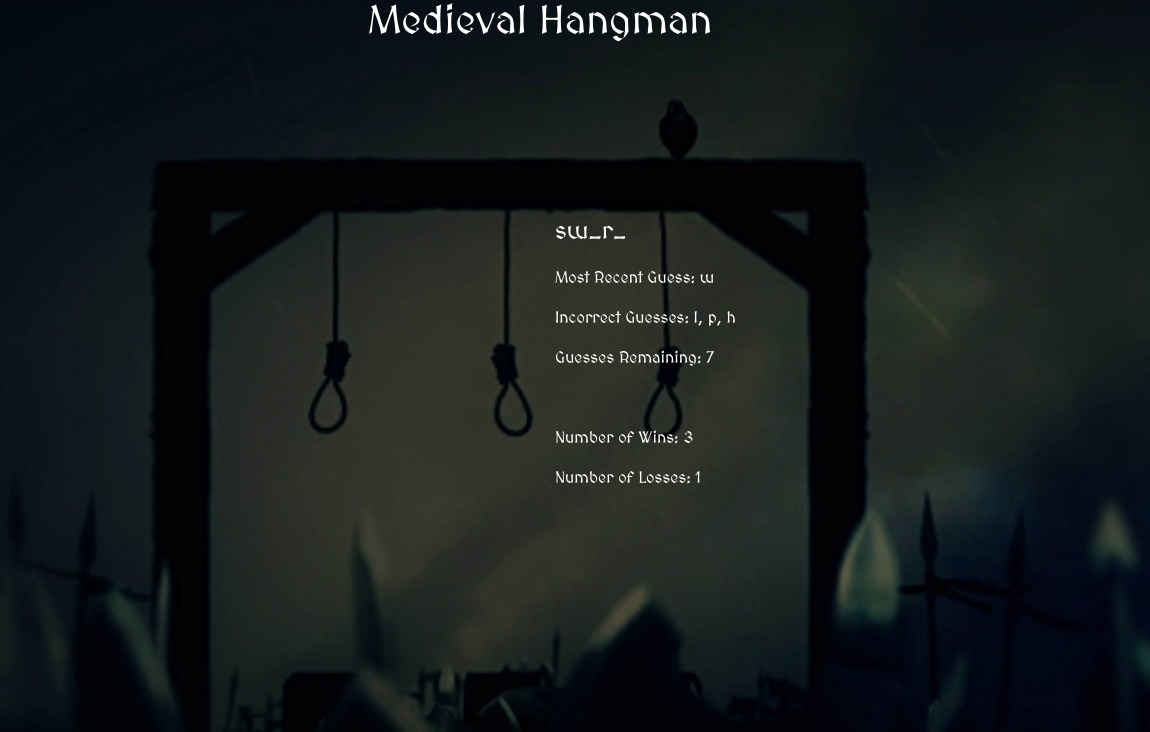 Medieval Hangman
sw_r_
Most Recent Guess: w
Incorrect Guesses: l, p, h
Guesses Remaining: 7
Number of Wins: 3
Number of Losses: 1